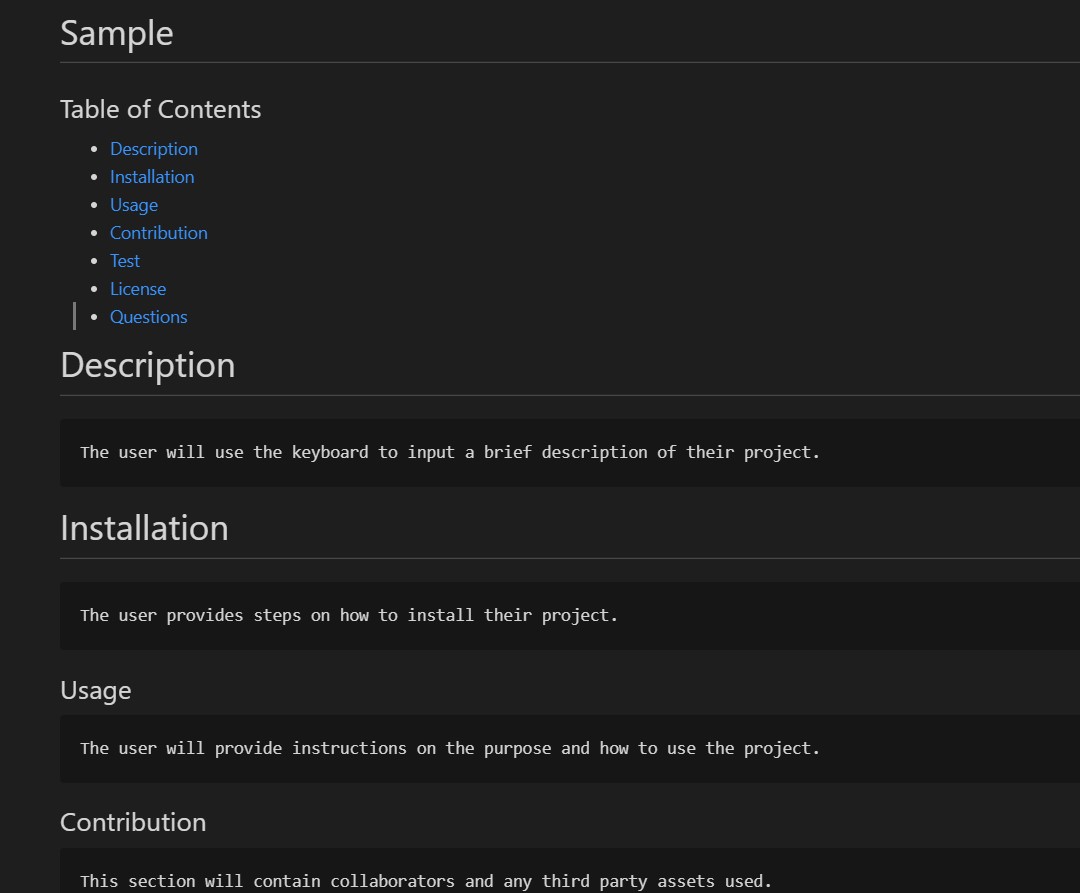 Sample
Table of Contents
Description
Installation
Usage
Contribution
Test
License
Questions
Description
The user will use the keyboard to input a brief description of their project.
Installation
The user provides steps on how to install their project.
Usage
The user will provide instructions on the purpose and how to use the project.
Contribution
This section will contain collaborators and any third party assets used.